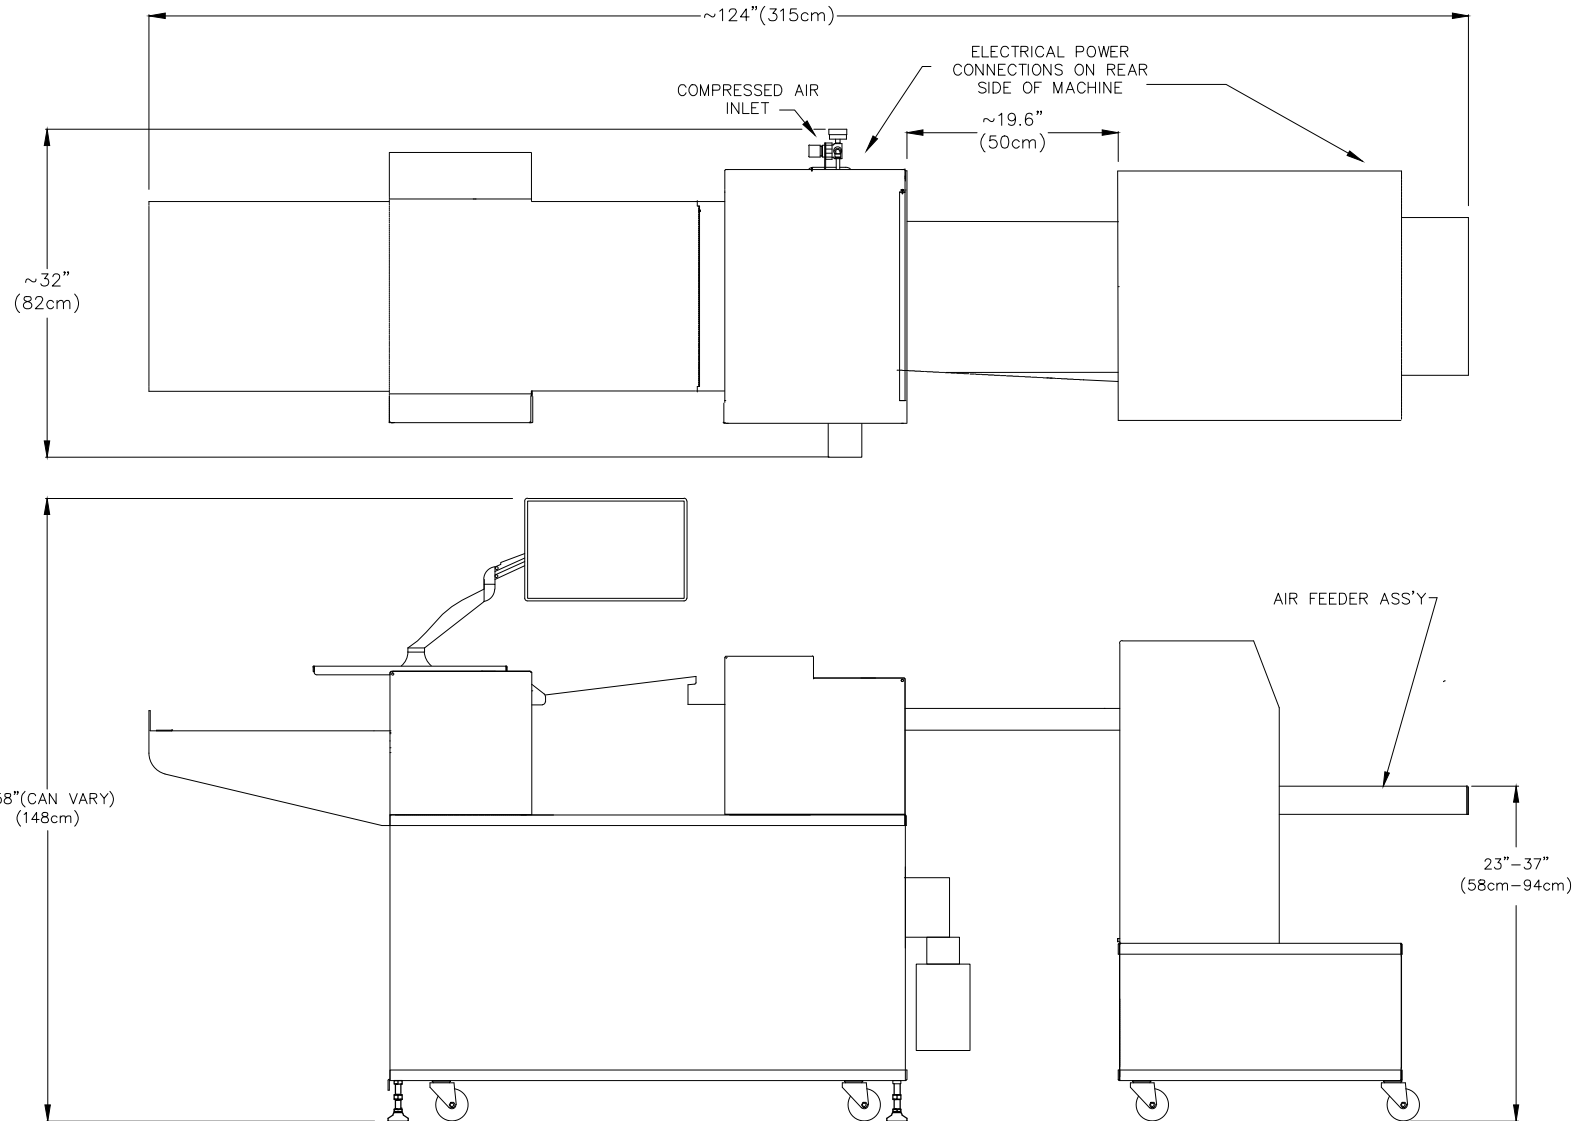 ~124”(315cm)
ELECTRICAL POWER
CONNECTIONS ON REAR
SIDE OF MACHINE
COMPRESSED AIR
INLET
~19.6”
(50cm)
~32”
(82cm)
AIR FEEDER ASS'Y
8”(CAN VARY)
(148cm)
23”-37”
(58cm-94cm)